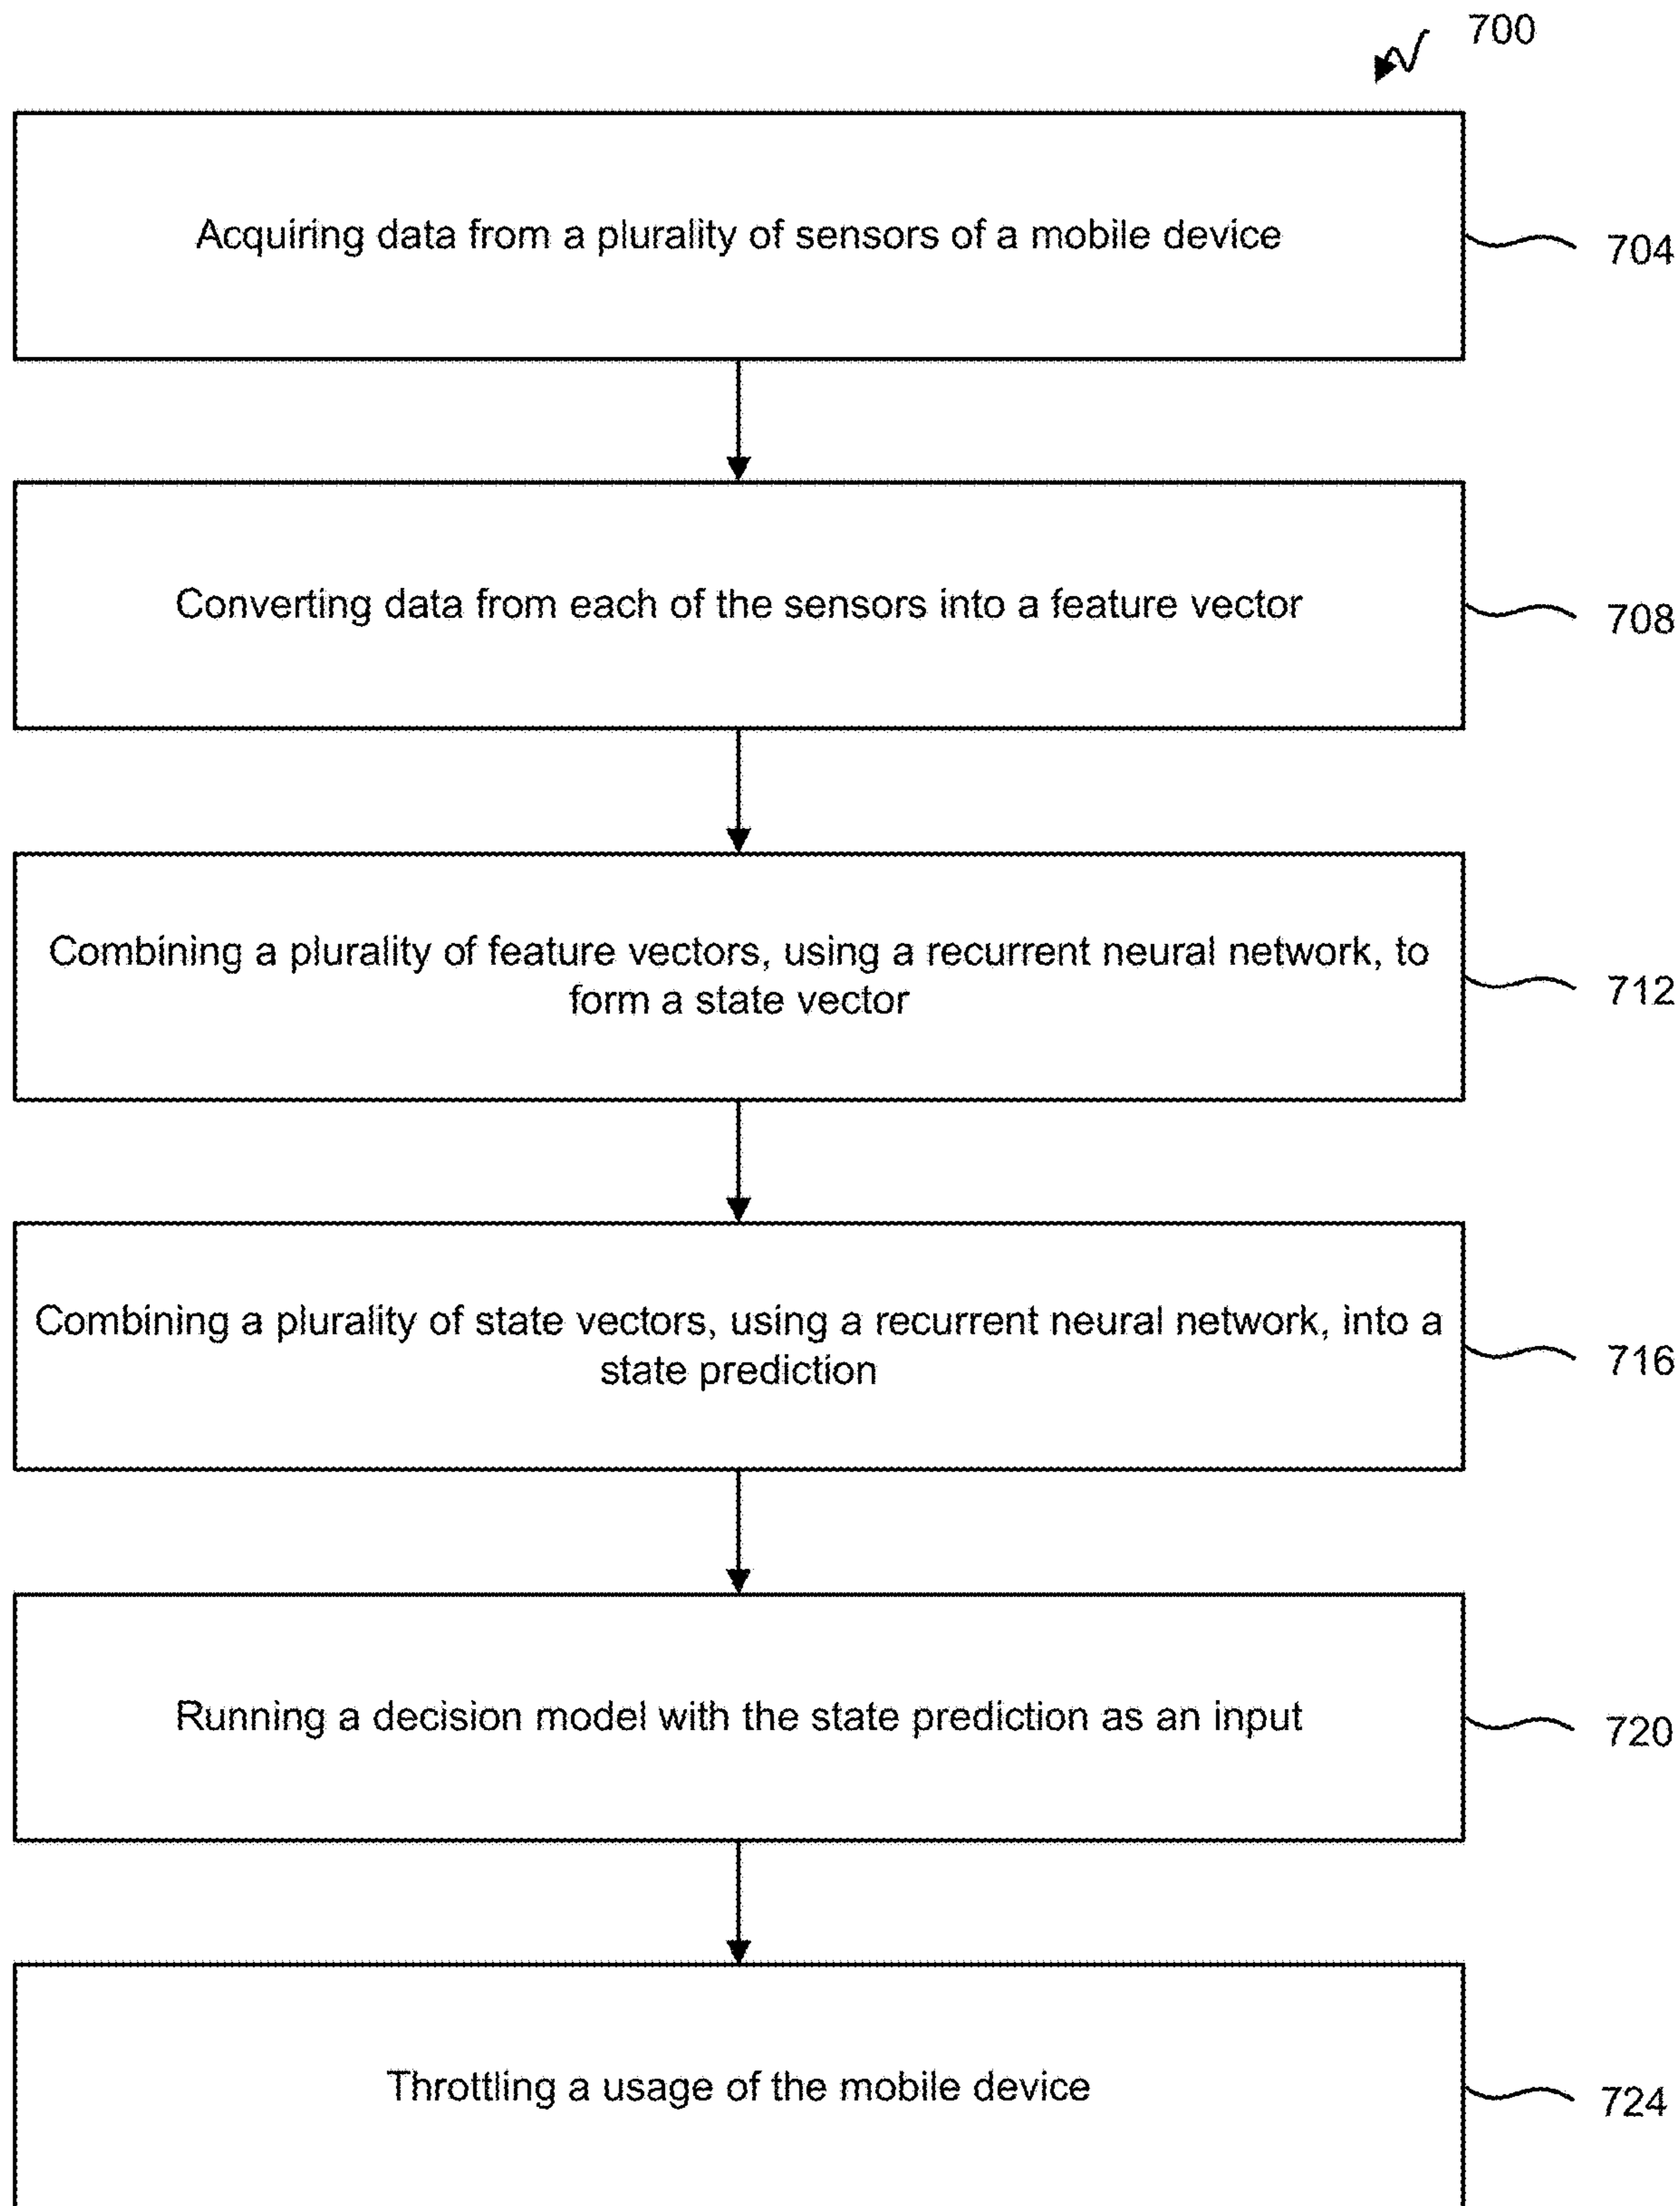 700
Acquiring data from a plurality of sensors of a mobile device
704
Converting data from each of the sensors into a feature vector
708
Combining a plurality of feature vectors, using a recurrent neural network, to
form a state vector
712
Combining a plurality of state vectors, using a recurrent neural network, into a
state prediction
716
Running a decision model with the state prediction as an input
720
Throttling a usage of the mobile device
724